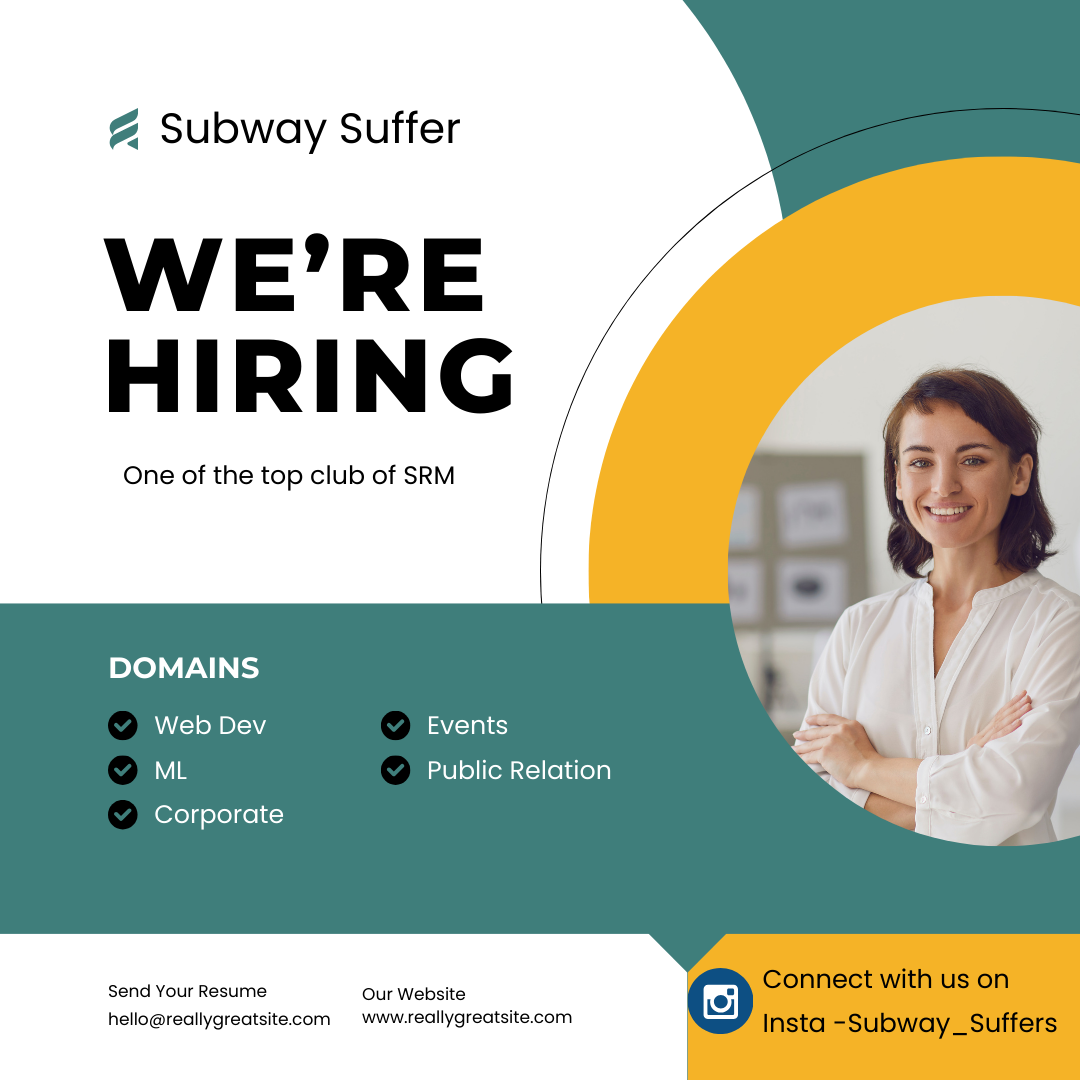 Subway Suffer
WE’RE
HIRING
One of the top club of SRM
DOMAINS
Web Dev
ML
Corporate
Events
Public Relation
Send Your Resume
hello@reallygreatsite.com
Our Website
www.reallygreatsite.com
Connect with us on
Insta -Subway_Suffers